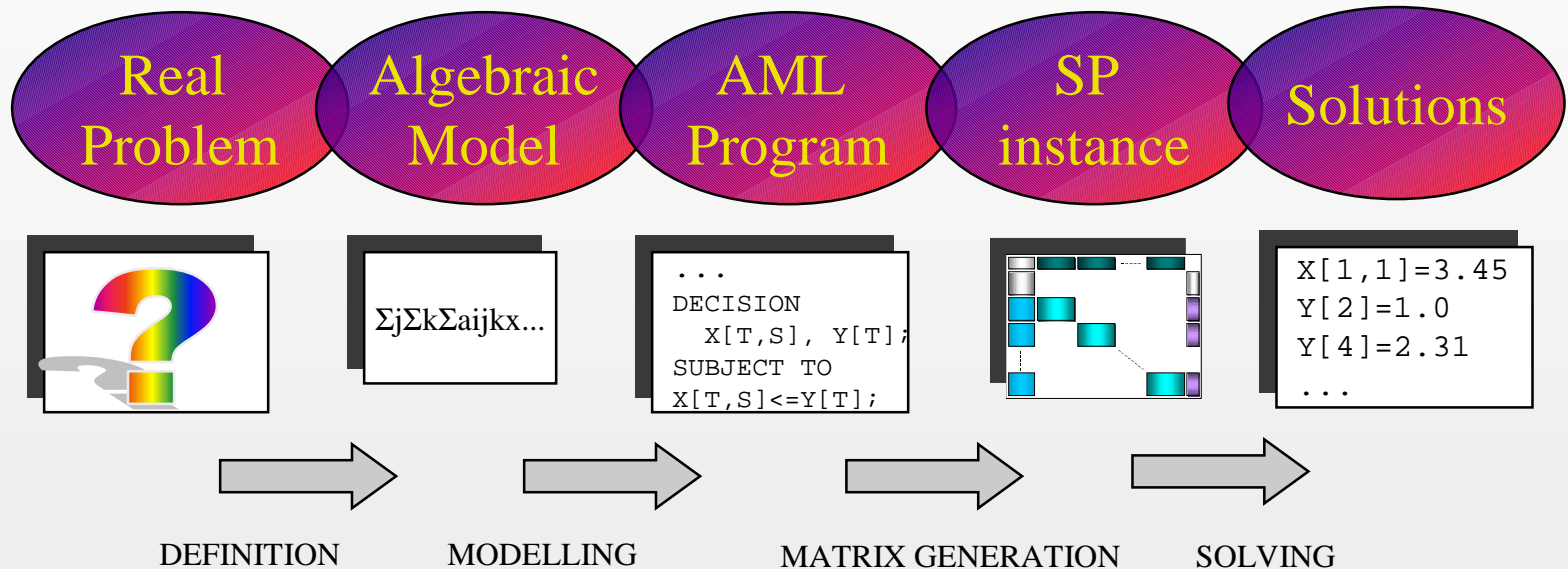 Real
Problem
Algebraic
Model
AML
Program
SP
instance
Solutions
?
ΣjΣkΣaijkx...
...
DECISION
X[T,S], Y[T];
SUBJECT TO
X[T,S]<=Y[T];
X[1,1]=3.45
Y[2]=1.0
Y[4]=2.31
...
DEFINITION
MODELLING
MATRIX GENERATION
SOLVING